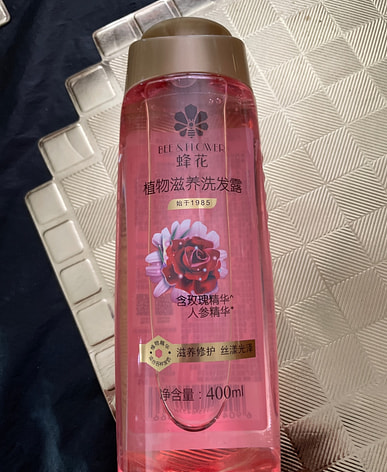 BEE & FLOWER
蜂花
植物滋养洗发露
始于1985
含玫瑰精华^
人参精华*
滋养修护 丝漾光泽
净含量: 400ml